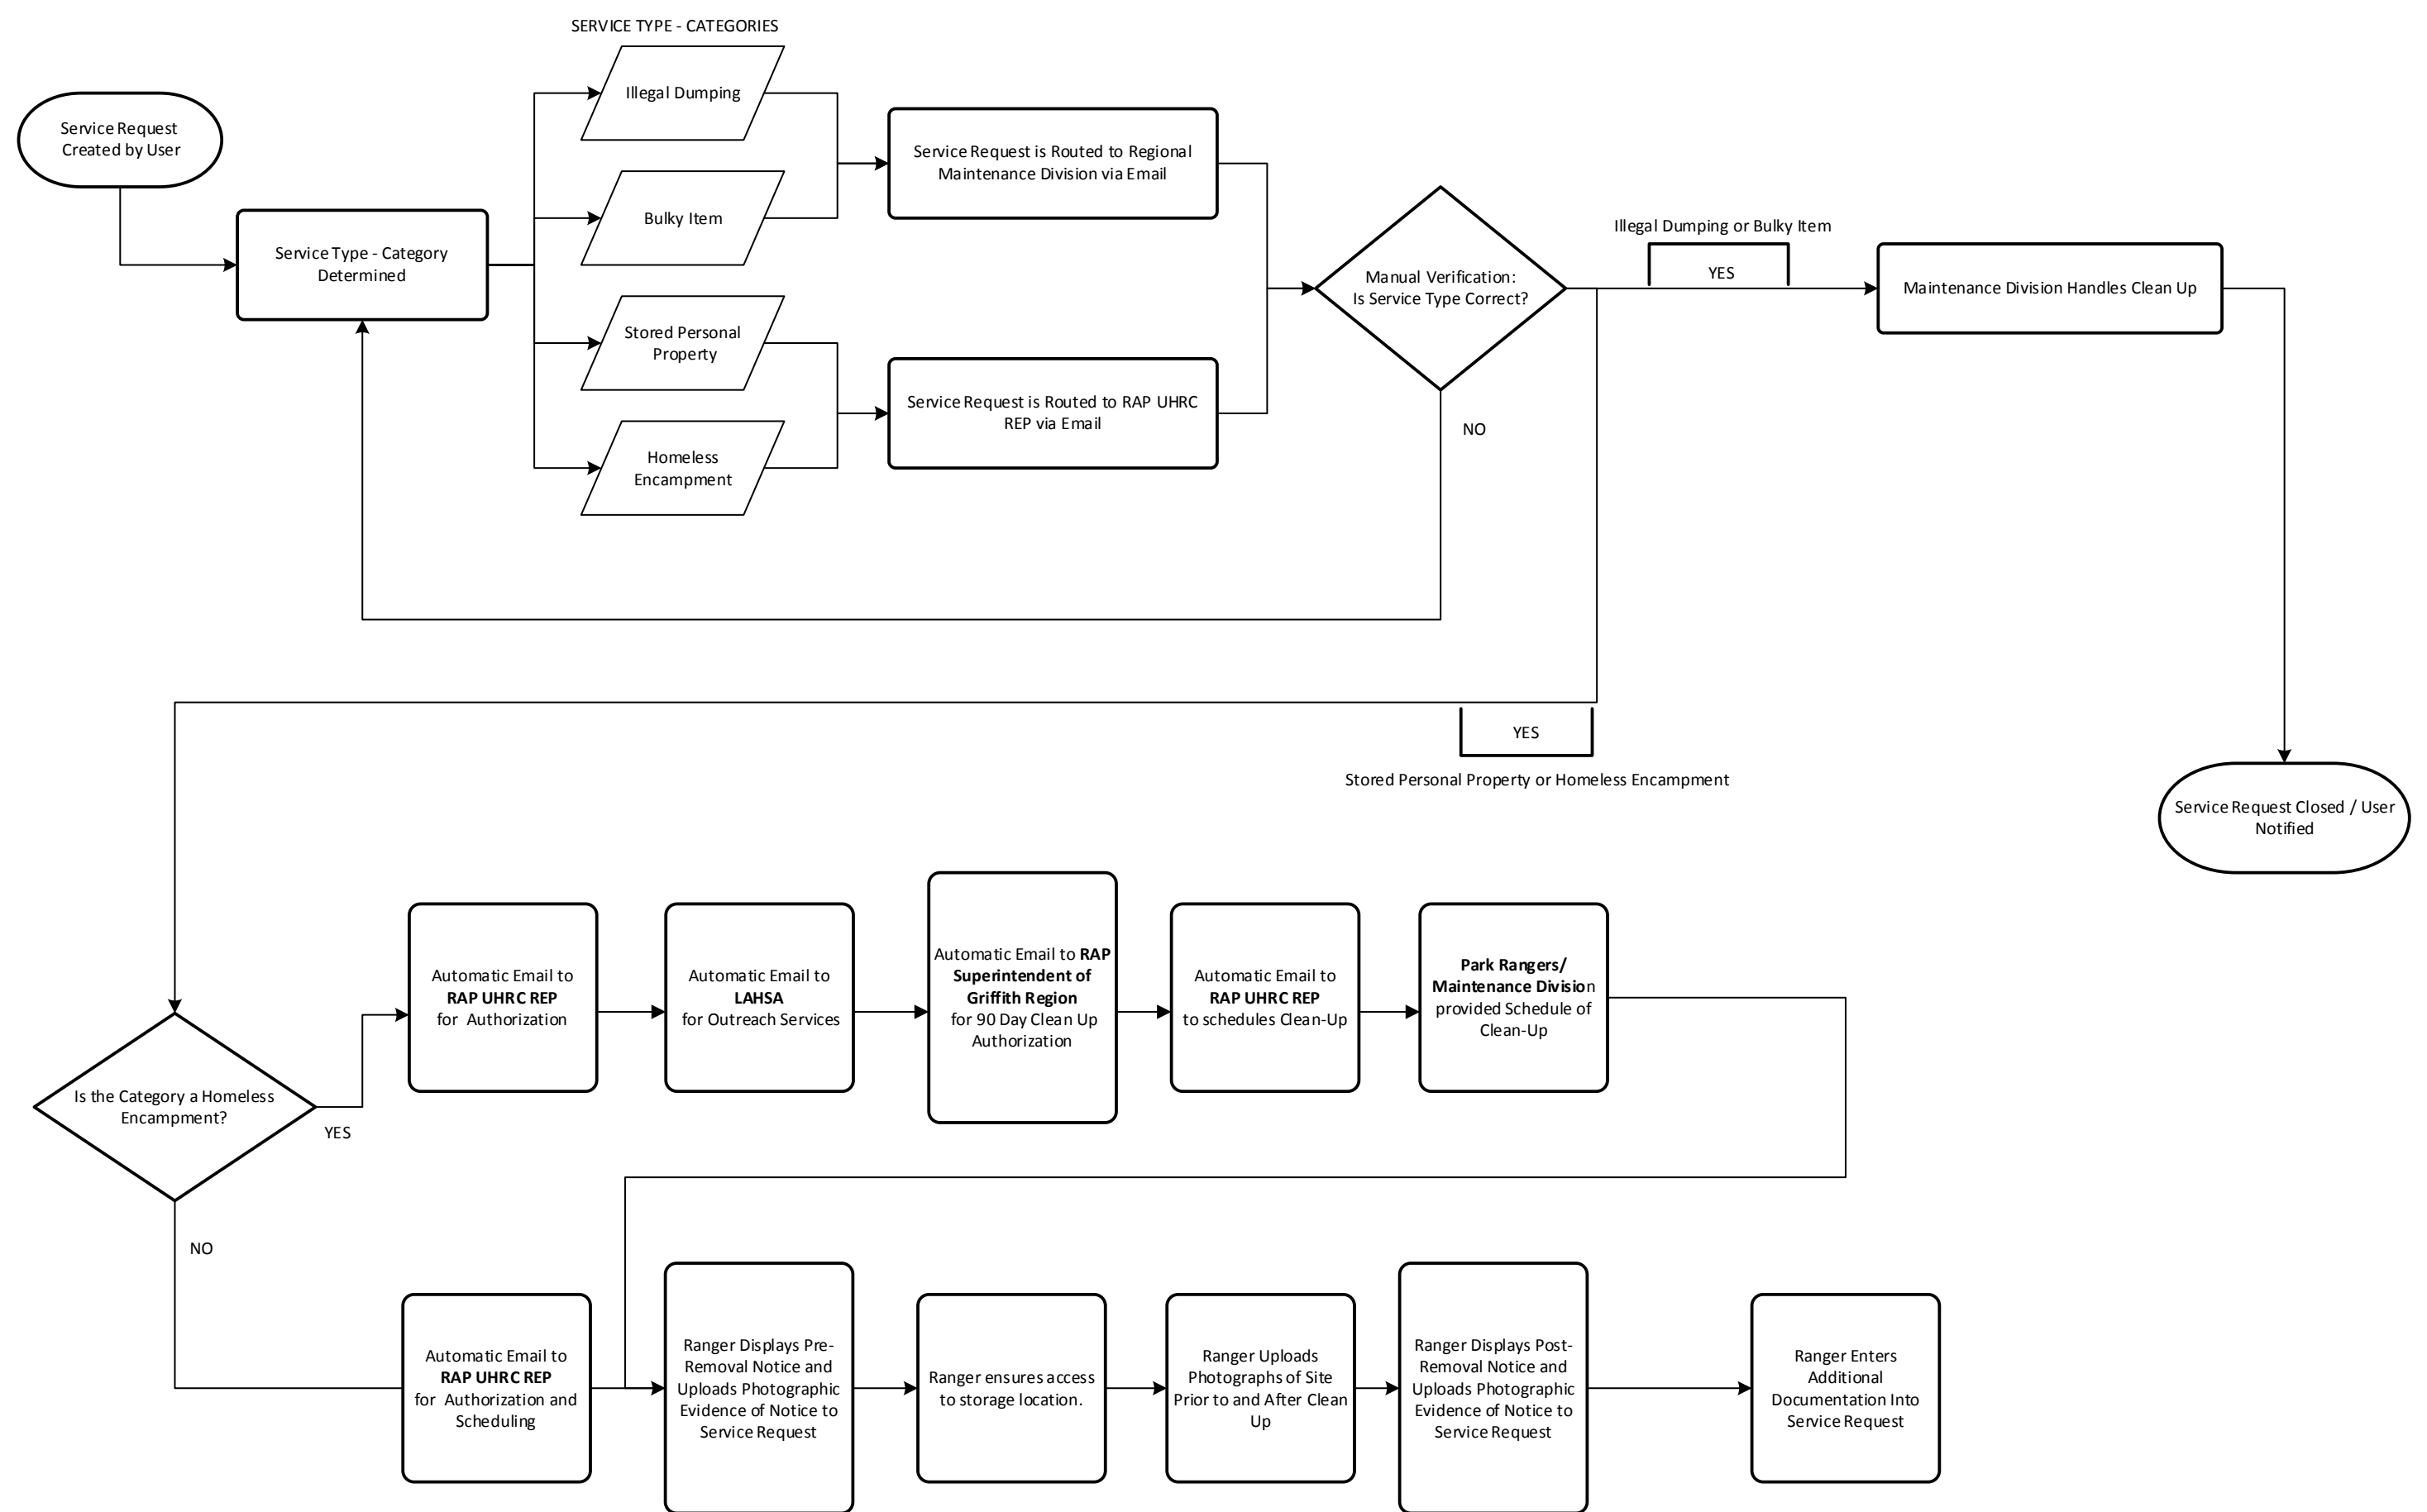 SERVICE TYPE - CATEGORIES
Service Request
Created by User
Service Type - Category
Determined
Illegal Dumping
Bulky Item
Stored Personal
Property
Homeless
Encampment
Service Request is Routed to Regional
Maintenance Division via Email
Service Request is Routed to RAP UHRC
REP via Email
Manual Verification:
Is Service Type Correct?
NO
Illegal Dumping or Bulky Item
YES
Maintenance Division Handles Clean Up
YES
Stored Personal Property or Homeless Encampment
Service Request Closed / User
Notified
Is the Category a Homeless
Encampment?
YES
NO
Automatic Email to
RAP UHRC REP
for Authorization
Automatic Email to
LAHSA
for Outreach Services
Automatic Email to RAP
Superintendent of
Griffith Region
for 90 Day Clean Up
Authorization
Automatic Email to
RAP UHRC REP
to schedules Clean-Up
Park Rangers/
Maintenance Division
provided Schedule of
Clean-Up
Automatic Email to
RAP UHRC REP
for Authorization and
Scheduling
Ranger Displays Pre-
Removal Notice and
Uploads Photographic
Evidence of Notice to
Service Request
Ranger ensures access
to storage location.
Ranger Uploads
Photographs of Site
Prior to and After Clean
Up
Ranger Displays Post-
Removal Notice and
Uploads Photographic
Evidence of Notice to
Service Request
Ranger Enters
Additional
Documentation Into
Service Request